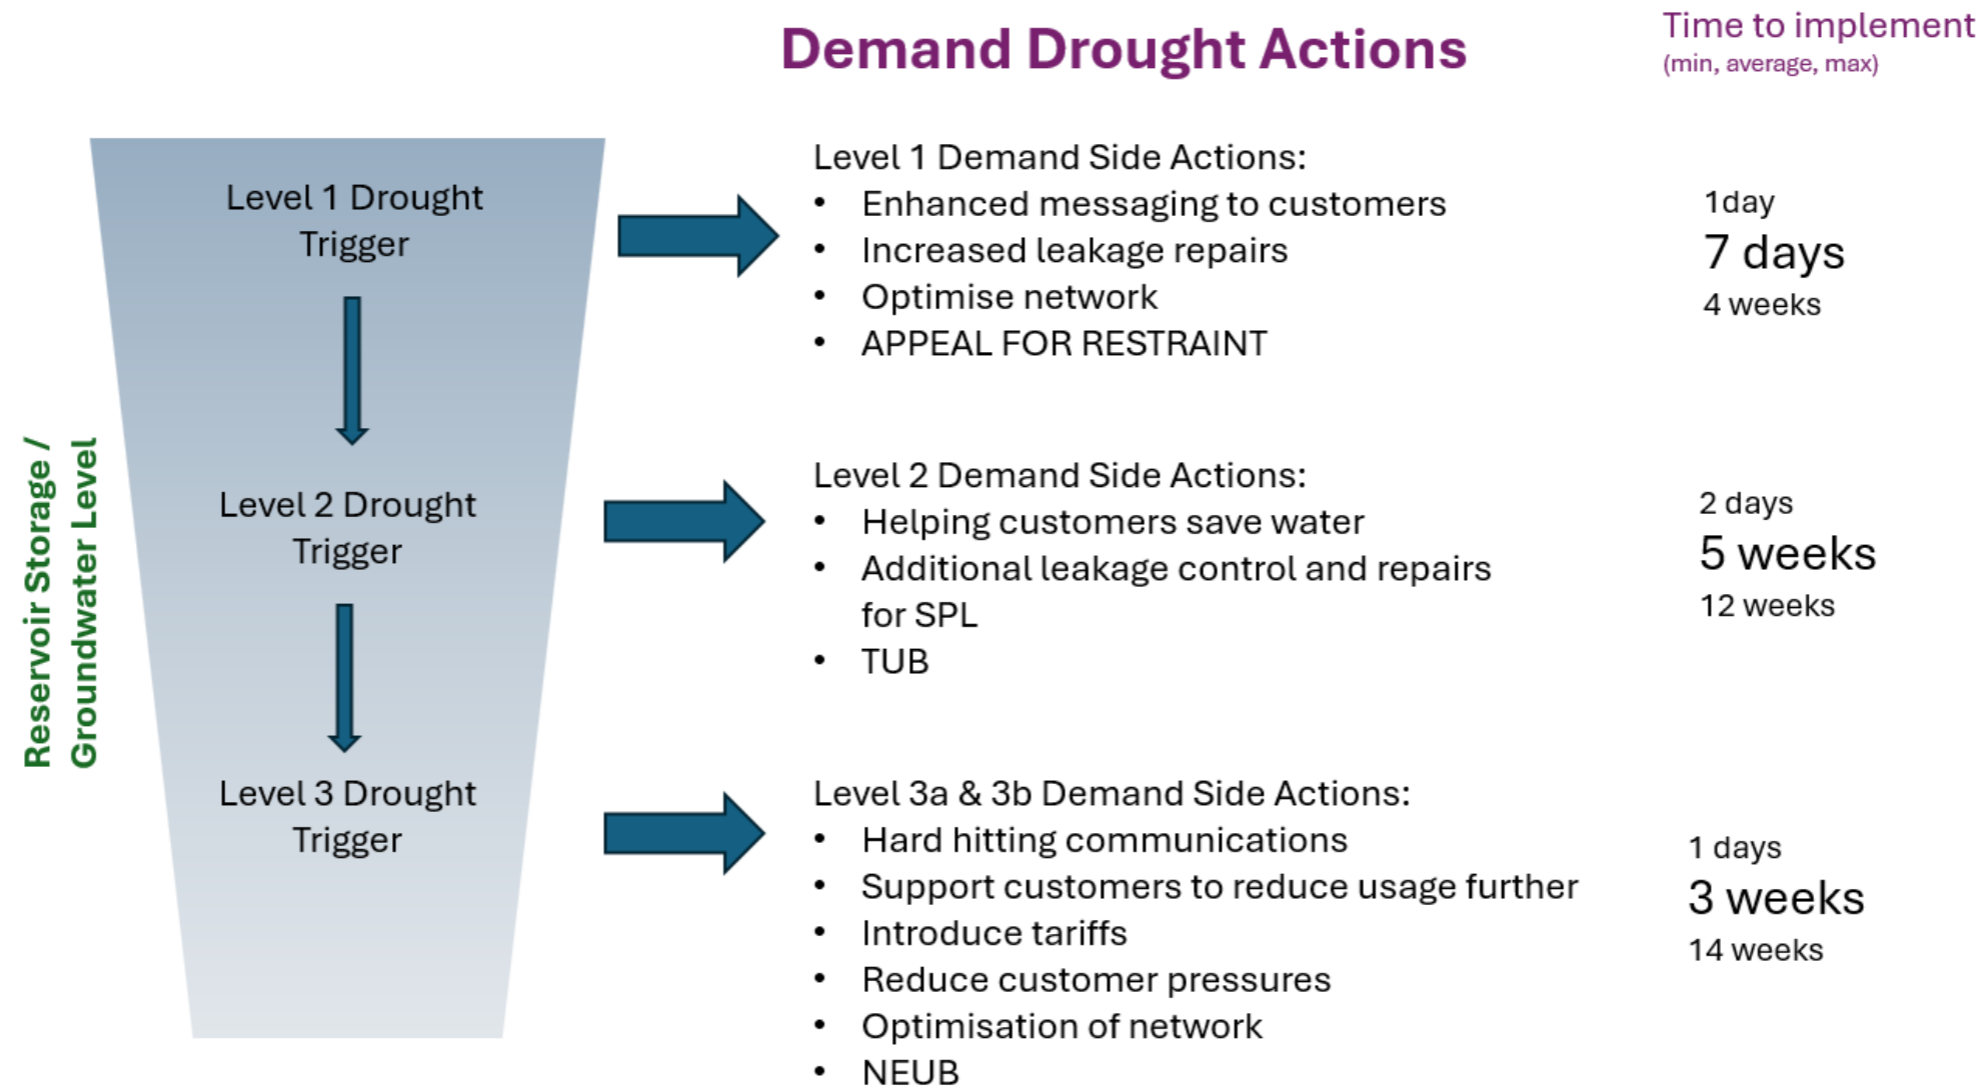 Demand Drought Actions
Time to implement
(min, average, max)
Reservoir Storage /
Groundwater Level
Level 1 Drought
Trigger
Level 1 Demand Side Actions:
• Enhanced messaging to customers
• Increased leakage repairs
• Optimise network
• APPEAL FOR RESTRAINT
1day
7 days
4 weeks
Level 2 Drought
Trigger
Level 2 Demand Side Actions:
• Helping customers save water
• Additional leakage control and repairs
for SPL
• TUB
2 days
5 weeks
12 weeks
Level 3 Drought
Trigger
Level 3a & 3b Demand Side Actions:
• Hard hitting communications
• Support customers to reduce usage further
• Introduce tariffs
• Reduce customer pressures
• Optimisation of network
• NEUB
1 days
3 weeks
14 weeks